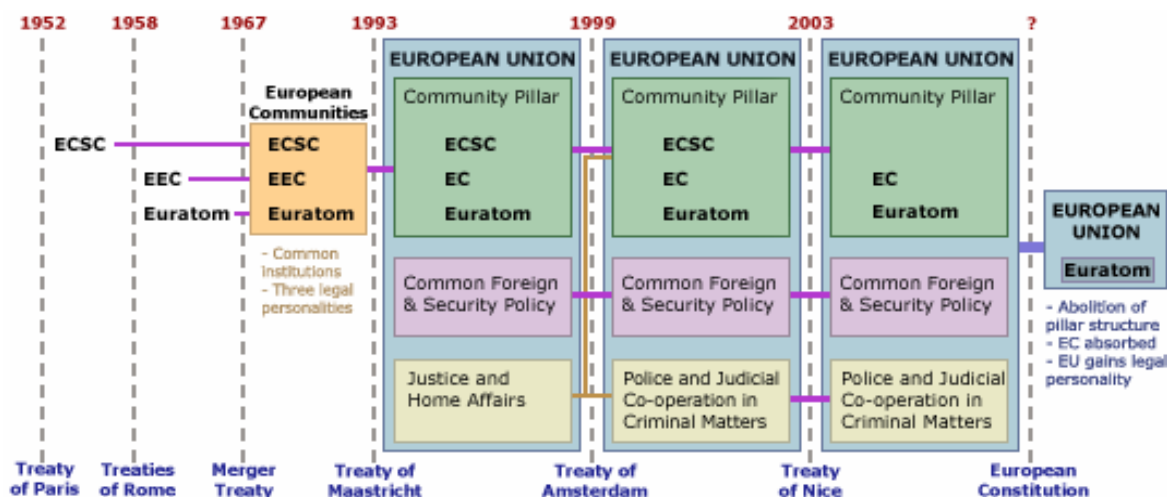 1952
1958
1967
1993
1999
2003
?
ECSC
EEC
Euratom
European
Communities
ECSC
EEC
Euratom
- Common
institutions
- Three legal
personalities
EUROPEAN UNION
Community Pillar
ECSC
EC
Euratom
Common Foreign
& Security Policy
Justice and
Home Affairs
EUROPEAN UNION
Community Pillar
ECSC
EC
Euratom
Common Foreign
& Security Policy
Police and Judicial
Co-operation in
Criminal Matters
EUROPEAN UNION
Community Pillar
EC
Euratom
Common Foreign
& Security Policy
Police and Judicial
Co-operation in
Criminal Matters
EUROPEAN
UNION
Euratom
- Abolition of
pillar structure
- EC absorbed
- EU gains legal
personality
Treaty
of Paris
Treaties
of Rome
Merger
Treaty
Treaty of
Maastricht
Treaty of
Amsterdam
Treaty
of Nice
European
Constitution